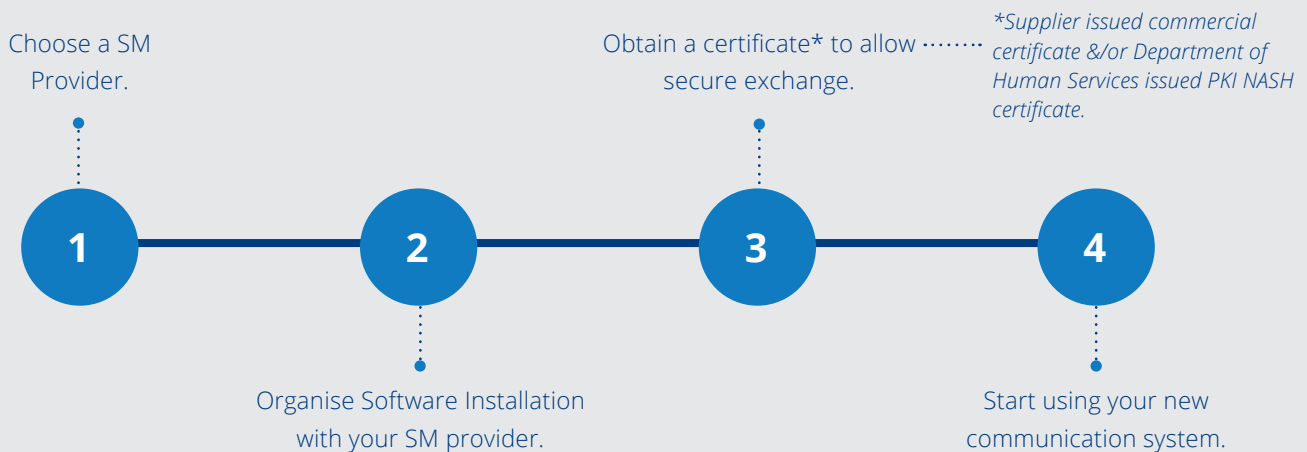 Choose a SM
Provider.
Obtain a certificate* to allow
secure exchange.
*Supplier issued commercial
certificate &/or Department of
Human Services issued PKI NASH
certificate.
1
2
3
4
Organise Software Installation
with your SM provider.
Start using your new
communication system.